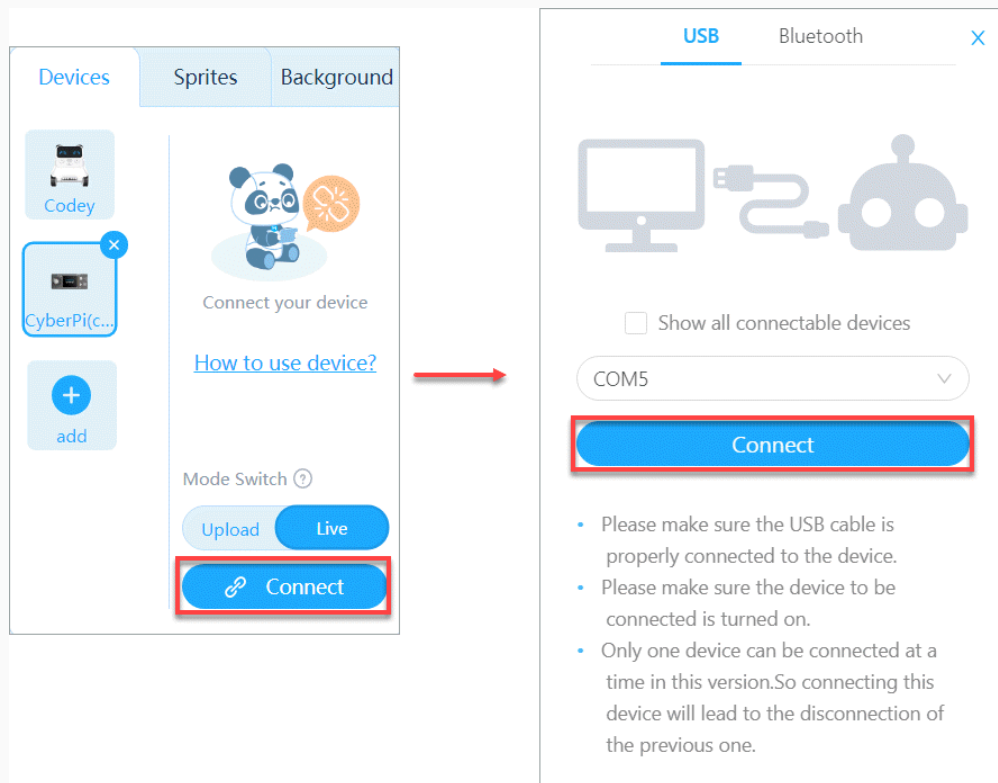 Devices
Sprites
Background
Codey
CyberPi(c...
add
Connect your device
How to use device?
Mode Switch ?
Upload
Live
Connect
USB
Bluetooth
Show all connectable devices
COM5
Connect
• Please make sure the USB cable is
properly connected to the device.
• Please make sure the device to be
connected is turned on.
• Only one device can be connected at a
time in this version.So connecting this
device will lead to the disconnection of
the previous one.